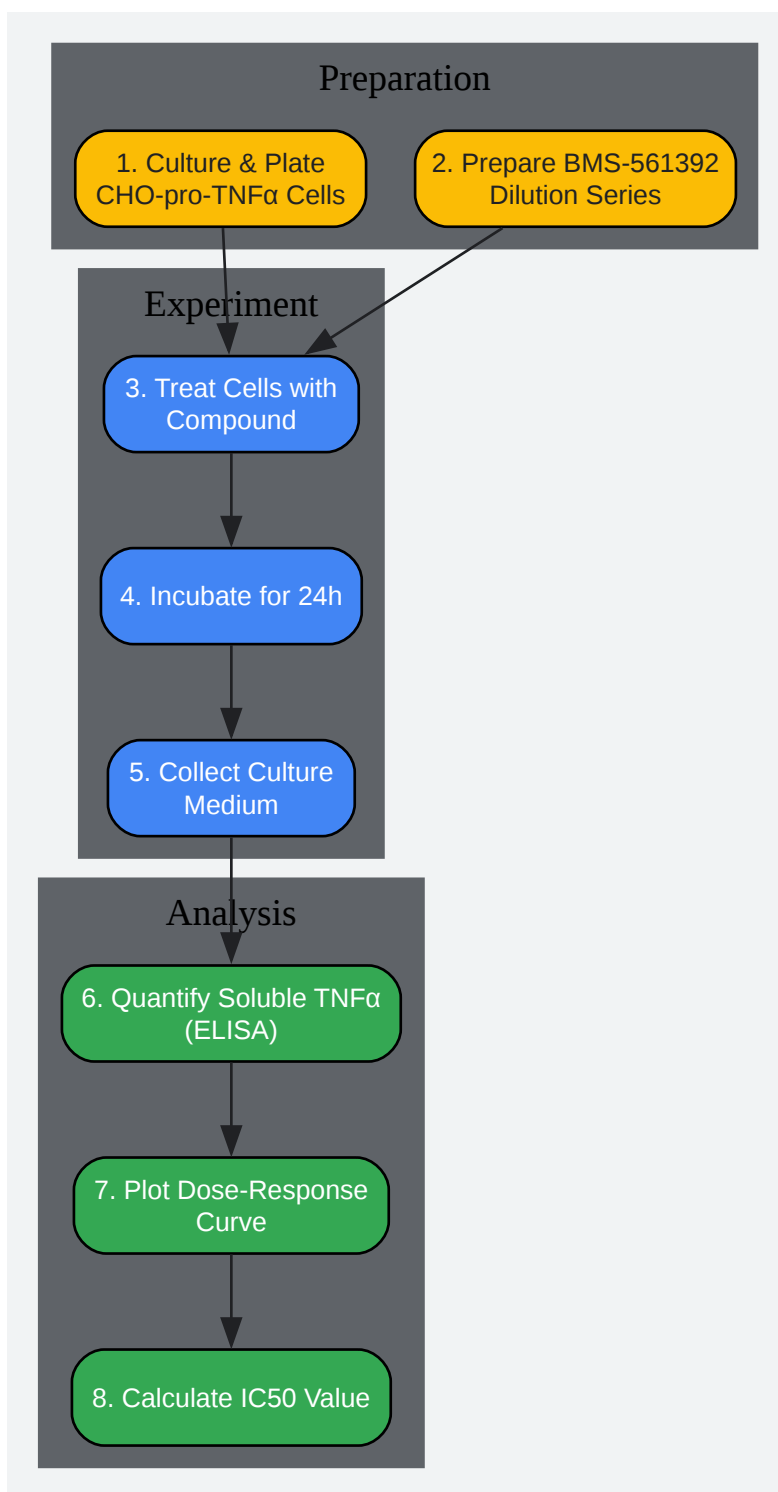 Preparation
1. Culture & Plate
CHO-pro-TNFα Cells
2. Prepare BMS-561392
Dilution Series
Experiment
3. Treat Cells with
Compound
4. Incubate for 24h
5. Collect Culture
Medium
Analysis
6. Quantify Soluble TNFα
(ELISA)
7. Plot Dose-Response
Curve
8. Calculate IC50 Value